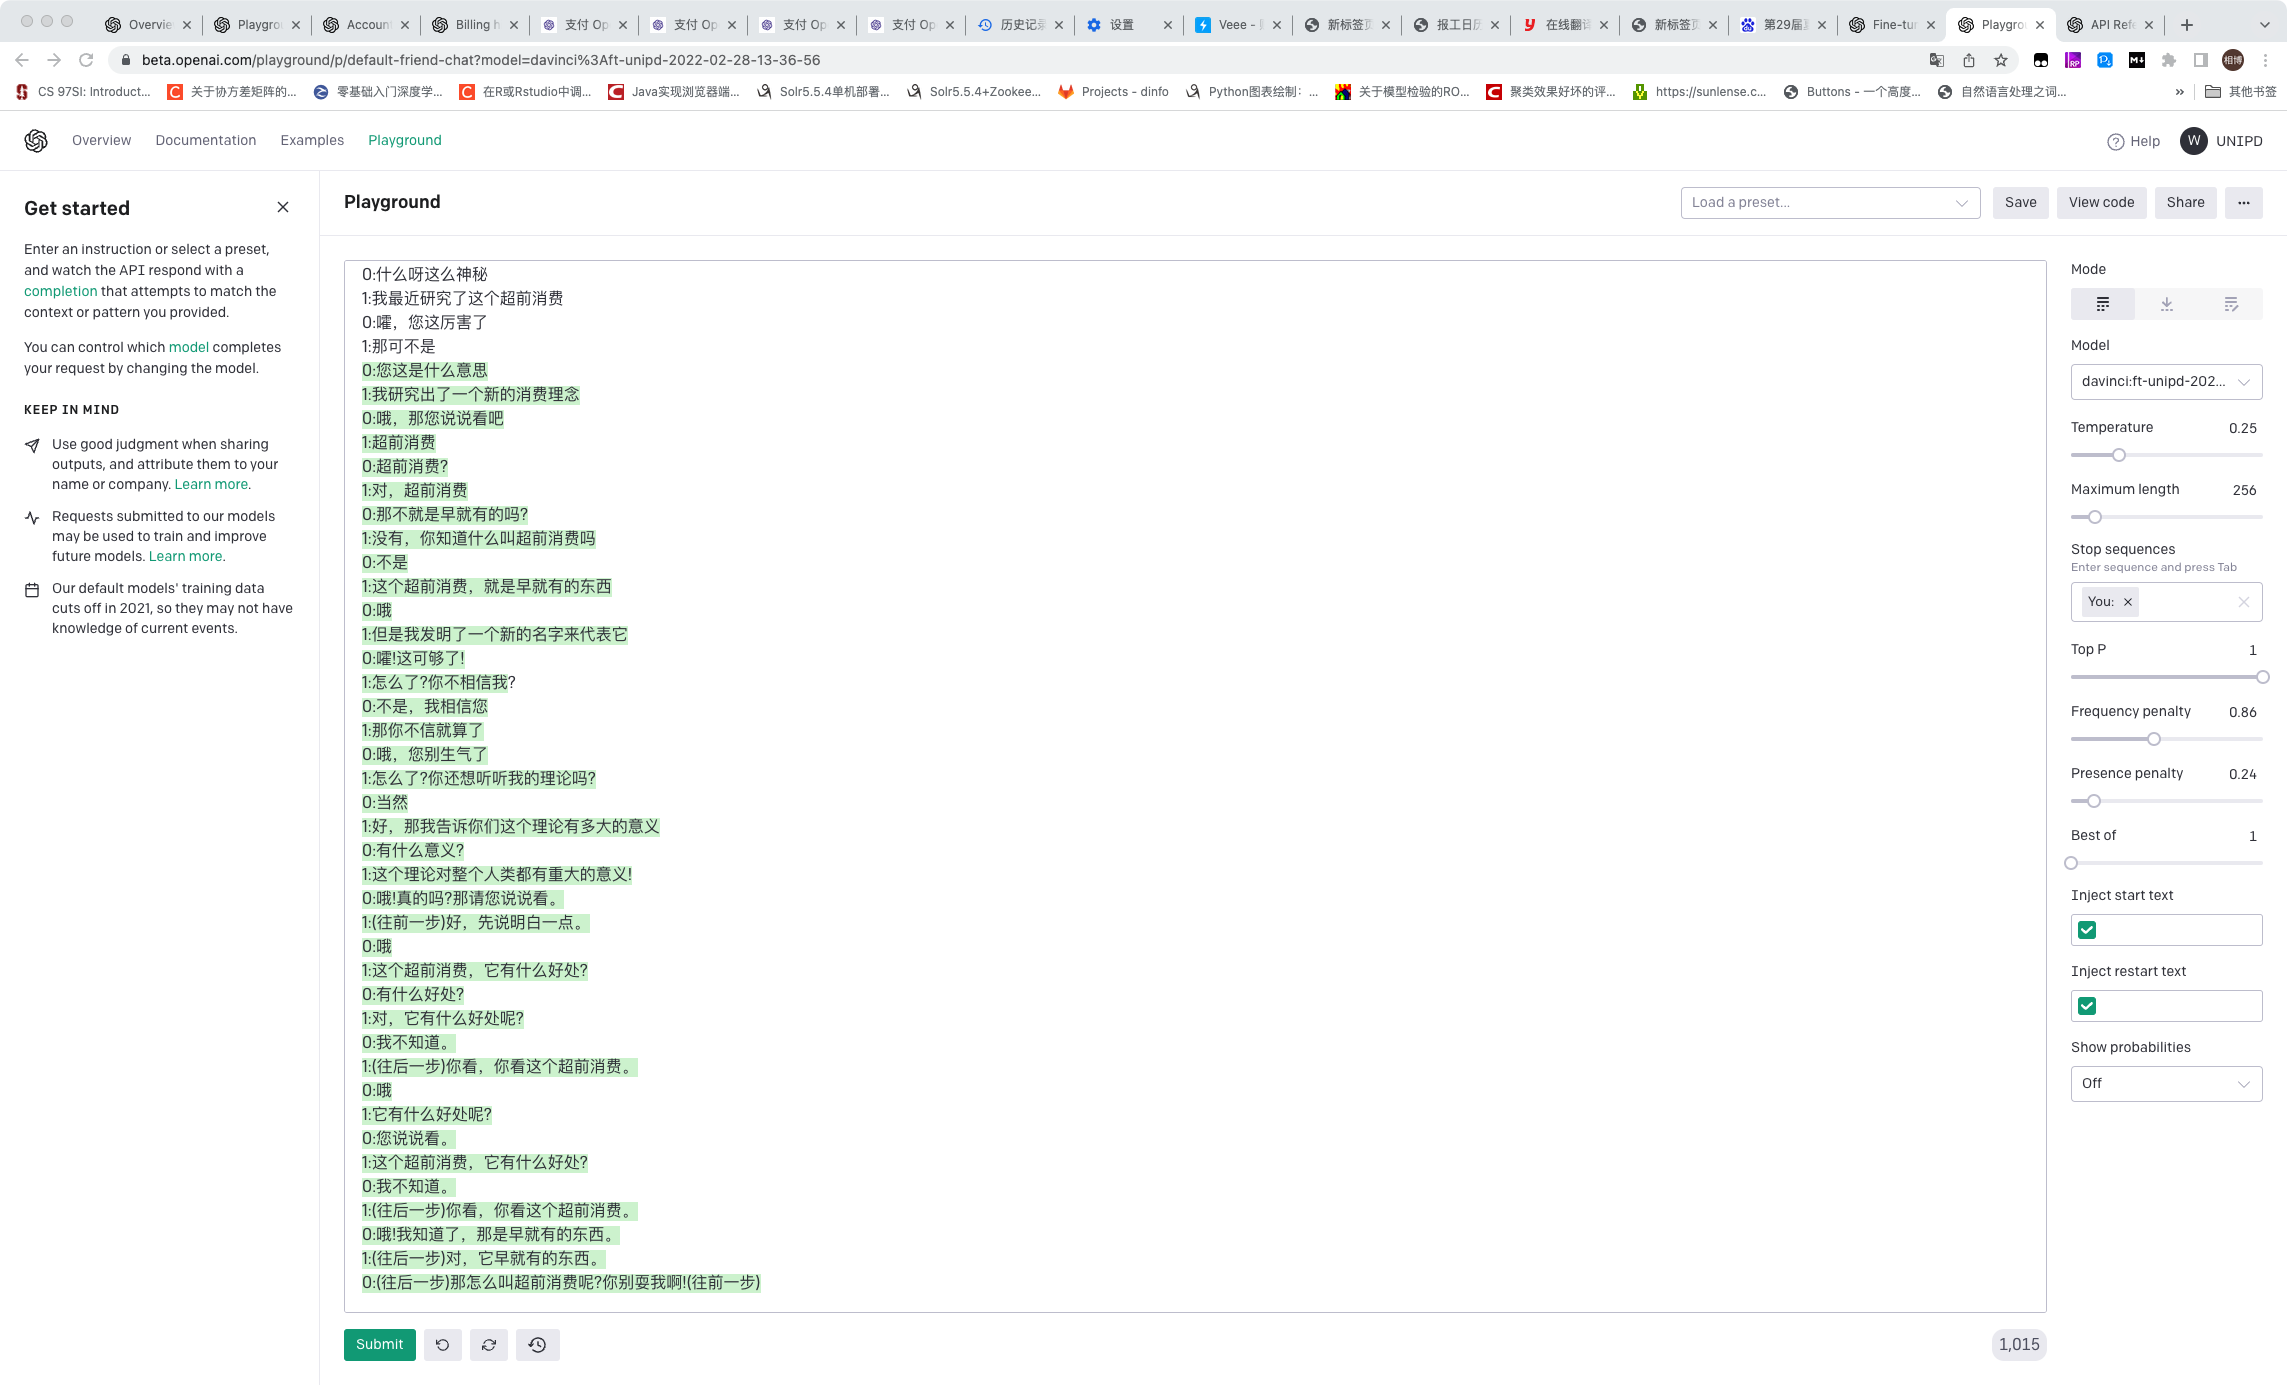 Overvie
Playgrou
Account
Billing h
支付 Op
支付 Op
支付 Op
支付 Op
历史记录
设置
Veee -
新标签页
报工日历
在线翻译
新标签页
第29届
Fine-tun
Playgrou
API Refe
beta.openai.com/playground/p/default-friend-chat?model=davinci%3Aft-unipd-2022-02-28-13-36-56
CS 97SI: Introduct...
关于协方差矩阵的...
零基础入门深度学...
在R或Rstudio中调...
Java实现浏览器端...
Solr5.5.4单机部署...
Solr5.5.4+Zookee...
Projects - dinfo
Python图表绘制：...
关于模型检验的RO...
聚类效果好坏的评...
https://sunlense.c...
Buttons - 一个高度...
自然语言处理之词...
»
其他书签
Overview
Documentation
Examples
Playground
Help
W
UNIPD
Get started
Enter an instruction or select a preset,
and watch the API respond with a
completion that attempts to match the
context or pattern you provided.
You can control which model completes
your request by changing the model.
KEEP IN MIND
Use good judgment when sharing
outputs, and attribute them to your
name or company. Learn more.
Requests submitted to our models
may be used to train and improve
future models. Learn more.
Our default models' training data
cuts off in 2021, so they may not have
knowledge of current events.
Playground
Load a preset...
Save
View code
Share
...
0:什么呀这么神秘
1:我最近研究了这个超前消费
0:嚯，您这厉害了
1:那可不是
0:您这是什么意思
1:我研究出了一个新的消费理念
0:哦，那您说说看吧
1:超前消费
0:超前消费?
1:对，超前消费
0:那不就是早就有的吗?
1:没有，你知道什么叫超前消费吗
0:不是
1:这个超前消费，就是早就有的东西
0:哦
1:但是我发明了一个新的名字来代表它
0:嚯!这可够了!
1:怎么了?你不相信我?
0:不是，我相信您
1:那你不信就算了
0:哦，您别生气了
1:怎么了?你还想听听我的理论吗?
0:当然
1:好，那我告诉你们这个理论有多大的意义
0:有什么意义?
1:这个理论对整个人类都有重大的意义!
0:哦!真的吗?那请您说说看。
1:(往前一步)好，先说明白一点。
0:哦
1:这个超前消费，它有什么好处?
0:有什么好处?
1:对，它有什么好处呢?
0:我不知道。
1:(往后一步)你看，你看这个超前消费。
0:哦
1:它有什么好处呢?
0:您说说看。
1:这个超前消费，它有什么好处?
0:我不知道。
1:(往后一步)你看，你看这个超前消费。
0:哦!我知道了，那是早就有的东西。
1:(往后一步)对，它早就有的东西。
0:(往后一步)那怎么叫超前消费呢?你别耍我啊!(往前一步)
Submit
1,015
Mode
Model
davinci:ft-unipd-202...
Temperature
0.25
Maximum length
256
Stop sequences
Enter sequence and press Tab
You: ×
Top P
1
Frequency penalty
0.86
Presence penalty
0.24
Best of
1
Inject start text
Inject restart text
Show probabilities
Off